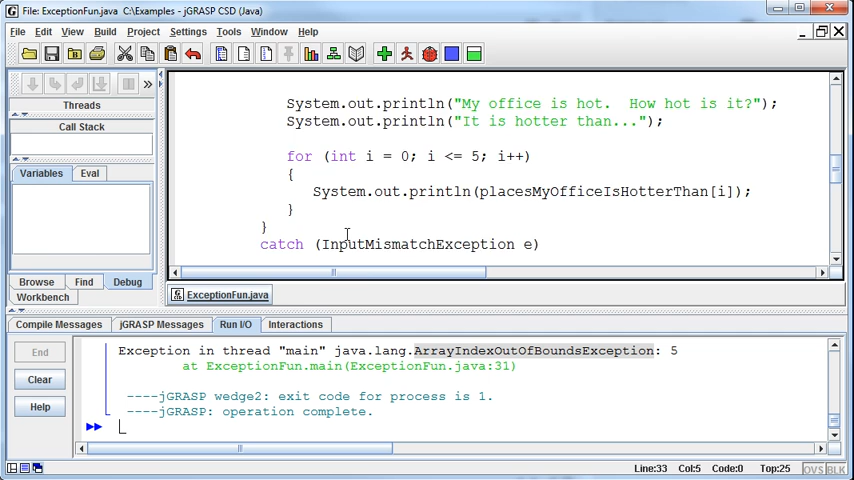 File: ExceptionFun.java  C:\Examples - jGRASP CSD (Java)
File Edit View Build Project Settings Tools Window Help
Threads
Call Stack
Variables Eval
Browse Find Debug
Workbench
System.out.println("My office is hot.  How hot is it?");
System.out.println("It is hotter than...");
for (int i = 0; i <= 5; i++)
{
System.out.println(placesMyOfficeIsHotterThan[i]);
}
}
catch (InputMismatchException e)
ExceptionFun.java
Compile Messages jGRASP Messages Run I/O Interactions
End
Clear
Help
Exception in thread "main" java.lang.ArrayIndexOutOfBoundsException: 5
at ExceptionFun.main(ExceptionFun.java:31)
----jGRASP wedge2: exit code for process is 1.
----jGRASP: operation complete.
Line:33 Col:5 Code:0 Top:25 OVS BLK